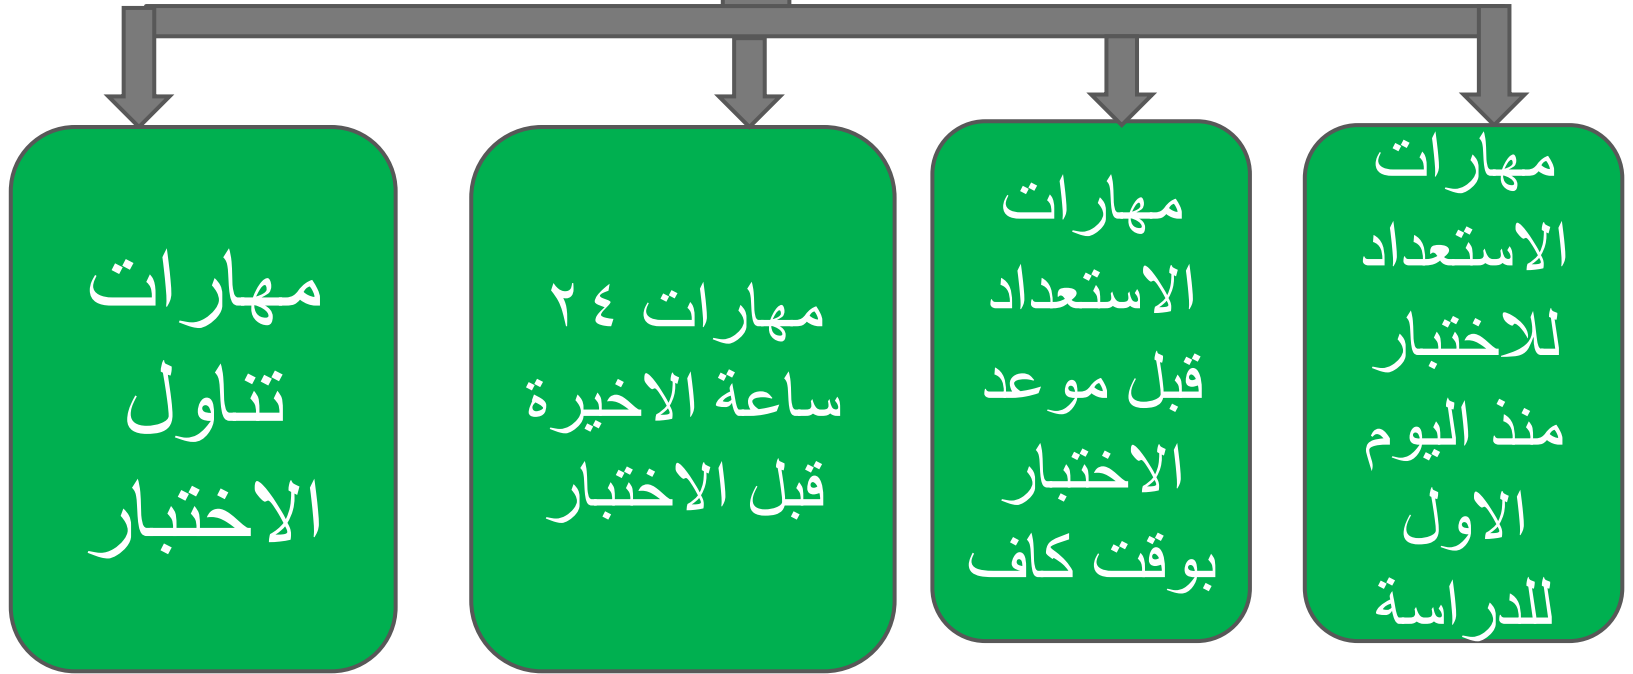 مهارات
الاستعداد
للاختبار
منذ اليوم
الاول
للدراسة
مهارات
الاستعداد
قبل موعد
الاختبار
بوقت كاف
مهارات ٢٤
ساعة الاخيرة
قبل الاختبار
مهارات
تناول
الاختبار